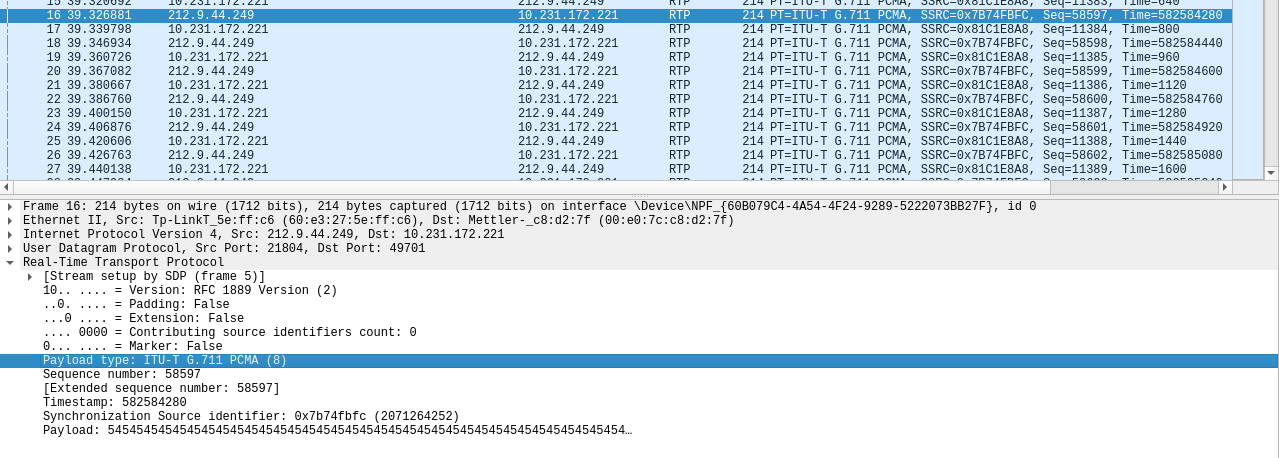 15 39.320692 10.231.172.221 212.9.44.249 RTP 214 PT=ITU-T G.711 PCMA, SSRC=0x81C1E8A8, Seq=11383, Time=640
16 39.326881 212.9.44.249 10.231.172.221 RTP 214 PT=ITU-T G.711 PCMA, SSRC=0x7B74FBFC, Seq=58597, Time=582584280
17 39.339798 10.231.172.221 212.9.44.249 RTP 214 PT=ITU-T G.711 PCMA, SSRC=0x81C1E8A8, Seq=11384, Time=800
18 39.346934 212.9.44.249 10.231.172.221 RTP 214 PT=ITU-T G.711 PCMA, SSRC=0x7B74FBFC, Seq=58598, Time=582584440
19 39.360726 10.231.172.221 212.9.44.249 RTP 214 PT=ITU-T G.711 PCMA, SSRC=0x81C1E8A8, Seq=11385, Time=960
20 39.367082 212.9.44.249 10.231.172.221 RTP 214 PT=ITU-T G.711 PCMA, SSRC=0x7B74FBFC, Seq=58599, Time=582584600
21 39.380667 10.231.172.221 212.9.44.249 RTP 214 PT=ITU-T G.711 PCMA, SSRC=0x81C1E8A8, Seq=11386, Time=1120
22 39.386760 212.9.44.249 10.231.172.221 RTP 214 PT=ITU-T G.711 PCMA, SSRC=0x7B74FBFC, Seq=58600, Time=582584760
23 39.400150 10.231.172.221 212.9.44.249 RTP 214 PT=ITU-T G.711 PCMA, SSRC=0x81C1E8A8, Seq=11387, Time=1280
24 39.406876 212.9.44.249 10.231.172.221 RTP 214 PT=ITU-T G.711 PCMA, SSRC=0x7B74FBFC, Seq=58601, Time=582584920
25 39.420606 10.231.172.221 212.9.44.249 RTP 214 PT=ITU-T G.711 PCMA, SSRC=0x81C1E8A8, Seq=11388, Time=1440
26 39.426763 212.9.44.249 10.231.172.221 RTP 214 PT=ITU-T G.711 PCMA, SSRC=0x7B74FBFC, Seq=58602, Time=582585080
27 39.440138 10.231.172.221 212.9.44.249 RTP 214 PT=ITU-T G.711 PCMA, SSRC=0x81C1E8A8, Seq=11389, Time=1600
Frame 16: 214 bytes on wire (1712 bits), 214 bytes captured (1712 bits) on interface \Device\NPF_{60B079C4-4A54-4F24-9289-5222073BB27F}, id 0
Ethernet II, Src: Tp-LinkT_5e:ff:c6 (60:e3:27:5e:ff:c6), Dst: Mettler-_c8:d2:7f (00:e0:7c:c8:d2:7f)
Internet Protocol Version 4, Src: 212.9.44.249, Dst: 10.231.172.221
User Datagram Protocol, Src Port: 21804, Dst Port: 49701
Real-Time Transport Protocol
[Stream setup by SDP (frame 5)]
10.. .... = Version: RFC 1889 Version (2)
..0. .... = Padding: False
...0 .... = Extension: False
.... 0000 = Contributing source identifiers count: 0
0... .... = Marker: False
Payload type: ITU-T G.711 PCMA (8)
Sequence number: 58597
[Extended sequence number: 58597]
Timestamp: 582584280
Synchronization Source identifier: 0x7b74fbfc (2071264252)
Payload: 545454545454545454545454545454545454545454545454545454545454545454545454…